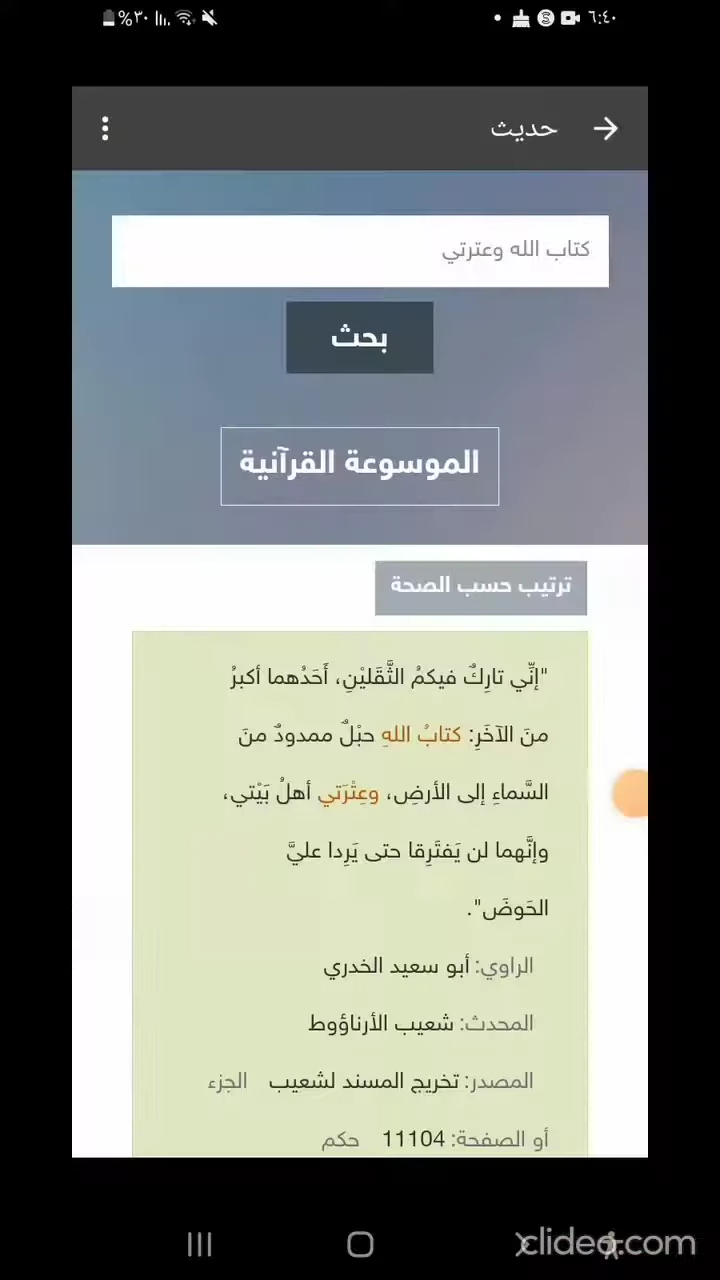 ٦:٤٠
%٣٠
حديث
كتاب الله وعترتي
بحث
الموسوعة القرآنية
ترتيب حسب الصحة
"إنِّي تارِكٌ فيكمُ الثَّقَليْنِ، أَحَدُهما أكبرُ
منَ الآخَرِ: كتابُ اللهِ حبْلٌ ممدودٌ منَ
السَّماءِ إلى الأرضِ، وعِتْرَتي أهلُ بَيْتي،
وإنَّهما لن يَفتَرِقا حتى يَرِدا عليَّ
الحَوضَ".
الراوي: أبو سعيد الخدري
المحدث: شعيب الأرناؤوط
المصدر: تخريج المسند لشعيب الجزء
أو الصفحة: 11104 حكم
clideo.com